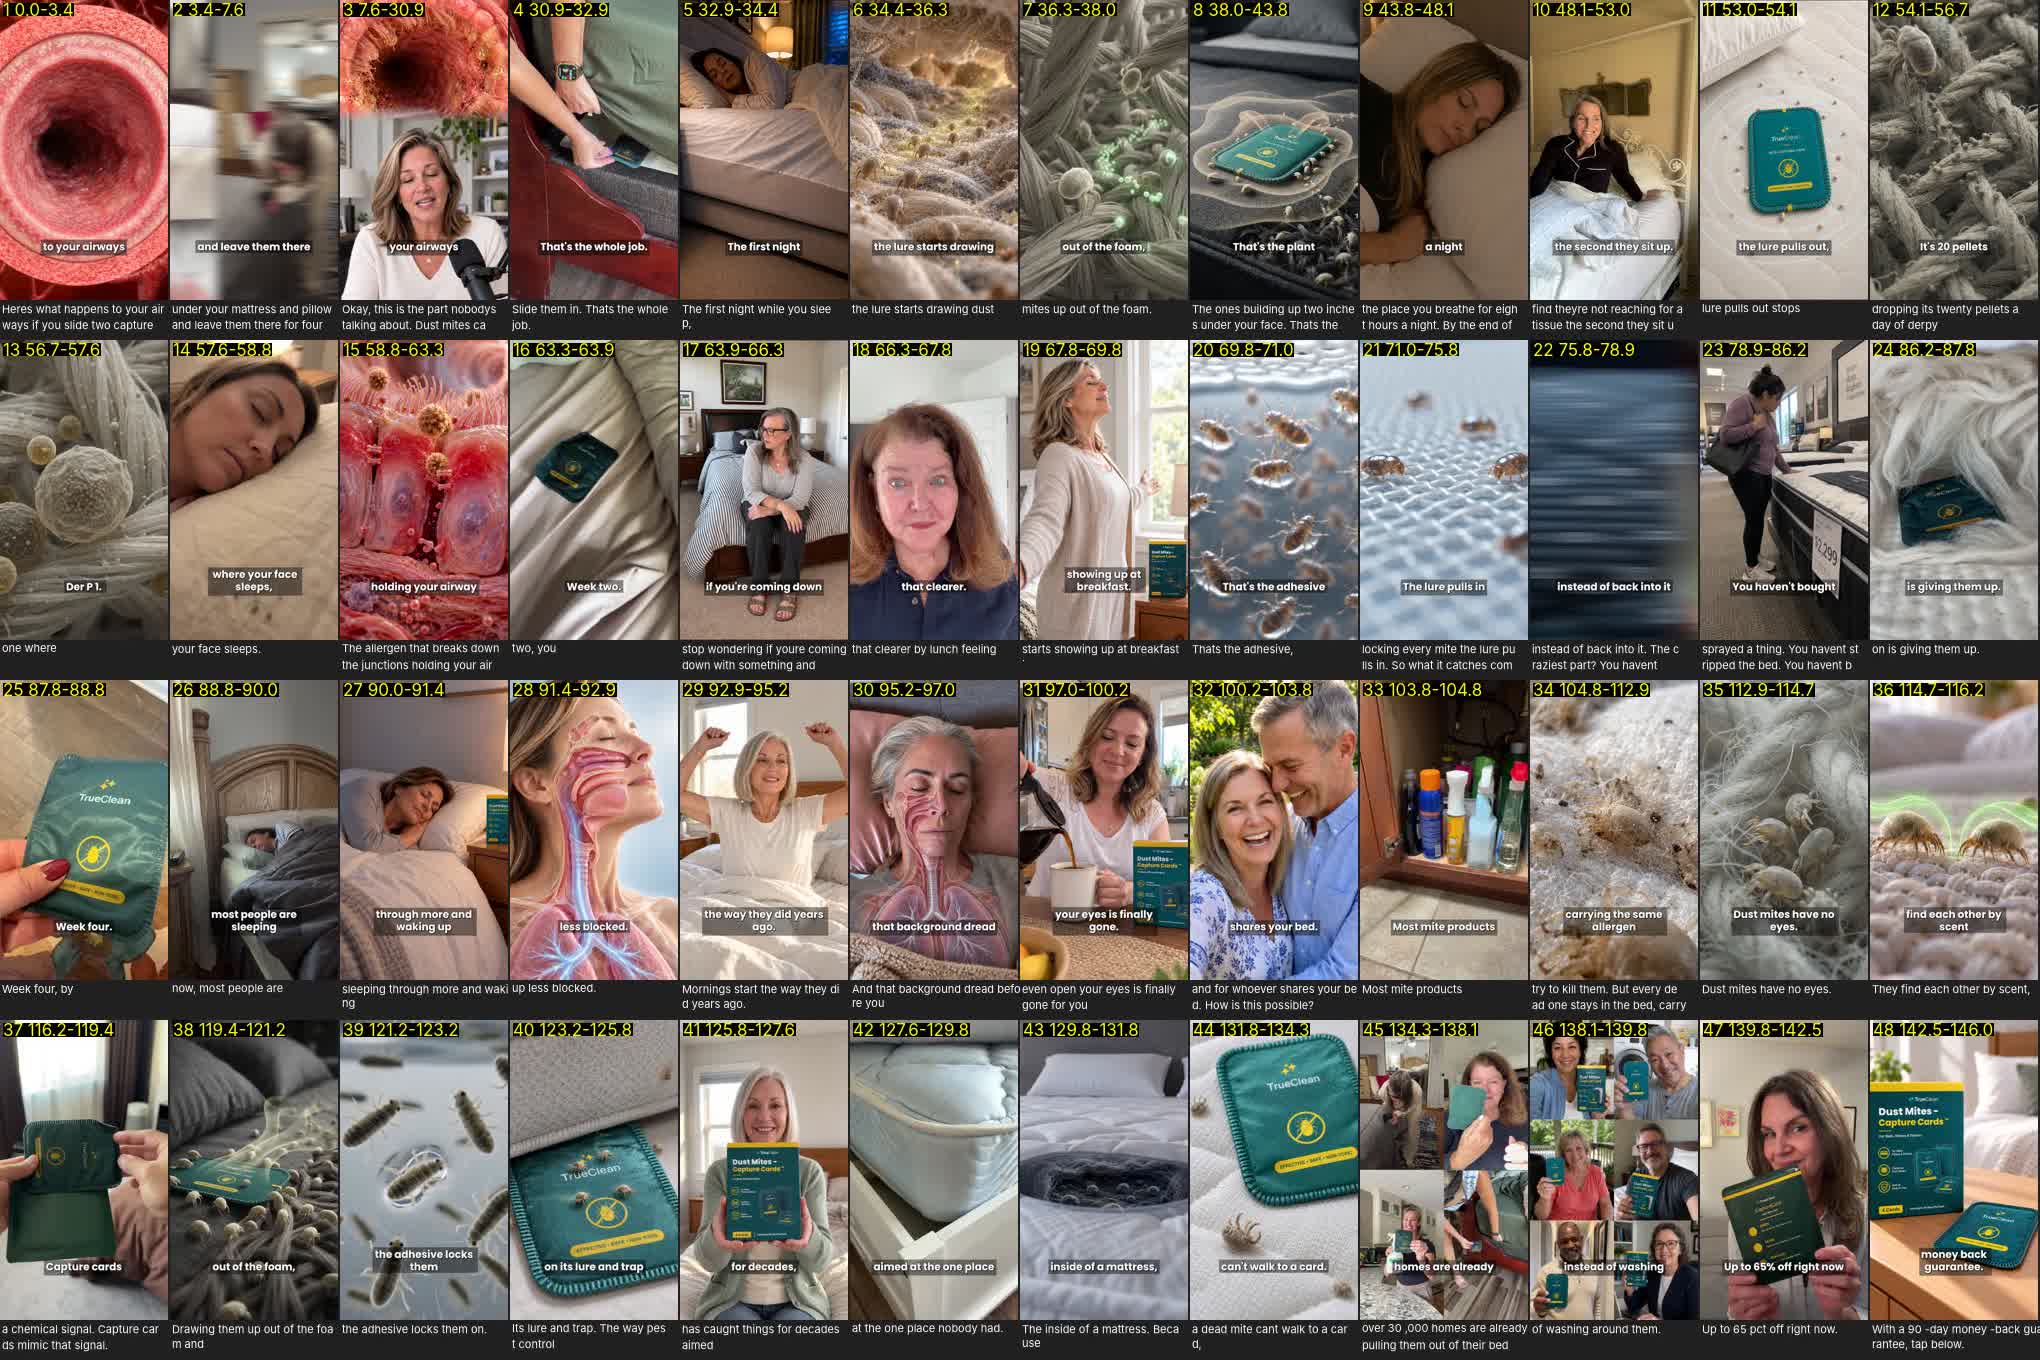 1 0.0-3.4
to your airways
Heres what happens to your air
ways if you slide two capture
2 3.4-7.6
and leave them there
under your mattress and pillow
and leave them there for four
3 7.6-30.9
your airways
Okay, this is the part nobodys
talking about. Dust mites ca
4 30.9-32.9
That's the whole job.
Slide them in. Thats the whole
job.
5 32.9-34.4
The first night
The first night while you slee
p,
6 34.4-36.3
the lure starts drawing
the lure starts drawing dust
7 36.3-38.0
out of the foam,
mites up out of the foam.
8 38.0-43.8
TrueClean
That's the plant
The ones building up two inche
s under your face. Thats the
9 43.8-48.1
a night
the place you breathe for eigh
t hours a night. By the end of
10 48.1-53.0
the second they sit up.
find theyre not reaching for a
tissue the second they sit u
11 53.0-54.1
TrueClean
the lure pulls out,
lure pulls out stops
12 54.1-56.7
It's 20 pellets
dropping its twenty pellets a
day of derpy
13 56.7-57.6
Der P 1.
one where
14 57.6-58.8
where your face
sleeps,
your face sleeps.
15 58.8-63.3
holding your airway
The allergen that breaks down
the junctions holding your air
16 63.3-63.9
Week two.
two, you
17 63.9-66.3
if you're coming down
stop wondering if youre coming
down with something and
18 66.3-67.8
that clearer.
that clearer by lunch feeling
19 67.8-69.8
Dust Mites -
Capture Cards
showing up at
breakfast.
starts showing up at breakfast
.
20 69.8-71.0
That's the adhesive
Thats the adhesive,
21 71.0-75.8
The lure pulls in
locking every mite the lure pu
lls in. So what it catches com
22 75.8-78.9
instead of back into it
instead of back into it. The c
raziest part? You havent
23 78.9-86.2
$2,299
You haven't bought
sprayed a thing. You havent st
ripped the bed. You havent b
24 86.2-87.8
TrueClean
is giving them up.
on is giving them up.
25 87.8-88.8
TrueClean
Week four.
Week four, by
26 88.8-90.0
most people are
sleeping
now, most people are
27 90.0-91.4
through more and
waking up
sleeping through more and waki
ng
28 91.4-92.9
less blocked.
up less blocked.
29 92.9-95.2
the way they did years
ago.
Mornings start the way they di
d years ago.
30 95.2-97.0
that background dread
And that background dread befo
re you
31 97.0-100.2
Dust Mites -
Capture Cards
your eyes is finally
gone.
even open your eyes is finally
gone for you
32 100.2-103.8
shares your bed.
and for whoever shares your be
d. How is this possible?
33 103.8-104.8
Most mite products
Most mite products
34 104.8-112.9
carrying the same
allergen
try to kill them. But every de
ad one stays in the bed, carry
35 112.9-114.7
Dust mites have no
eyes.
Dust mites have no eyes.
36 114.7-116.2
find each other by
scent
They find each other by scent,
37 116.2-119.4
Capture cards
a chemical signal. Capture car
ds mimic that signal.
38 119.4-121.2
out of the foam,
Drawing them up out of the foa
m and
39 121.2-123.2
the adhesive locks
them
the adhesive locks them on.
40 123.2-125.8
TrueClean
EFFECTIVE • SAFE • NON-TOXIC
on its lure and trap
Its lure and trap. The way pes
t control
41 125.8-127.6
Dust Mites -
Capture Cards
for decades,
has caught things for decades
aimed
42 127.6-129.8
aimed at the one place
at the one place nobody had.
43 129.8-131.8
inside of a mattress,
The inside of a mattress. Beca
use
44 131.8-134.3
TrueClean
EFFECTIVE • SAFE • NON-TOXIC
can't walk to a card.
a dead mite cant walk to a car
d,
45 134.3-138.1
homes are already
over 30 ,000 homes are already
pulling them out of their bed
46 138.1-139.8
instead of washing
of washing around them.
47 139.8-142.5
Up to 65% off right now
Up to 65 pct off right now.
48 142.5-146.0
TrueClean
Dust Mites -
Capture Cards
TrueClean
money back
guarantee.
With a 90 -day money -back gua
rantee, tap below.